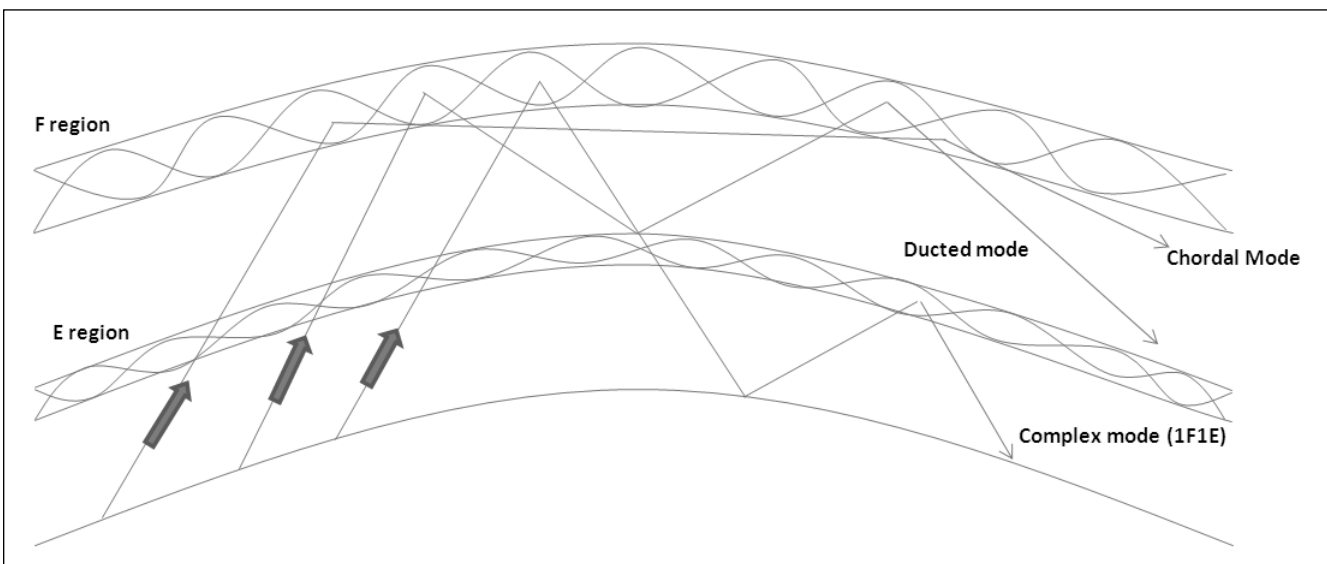 F region
Ducted mode
Chordal Mode
E region
Complex mode (1F1E)